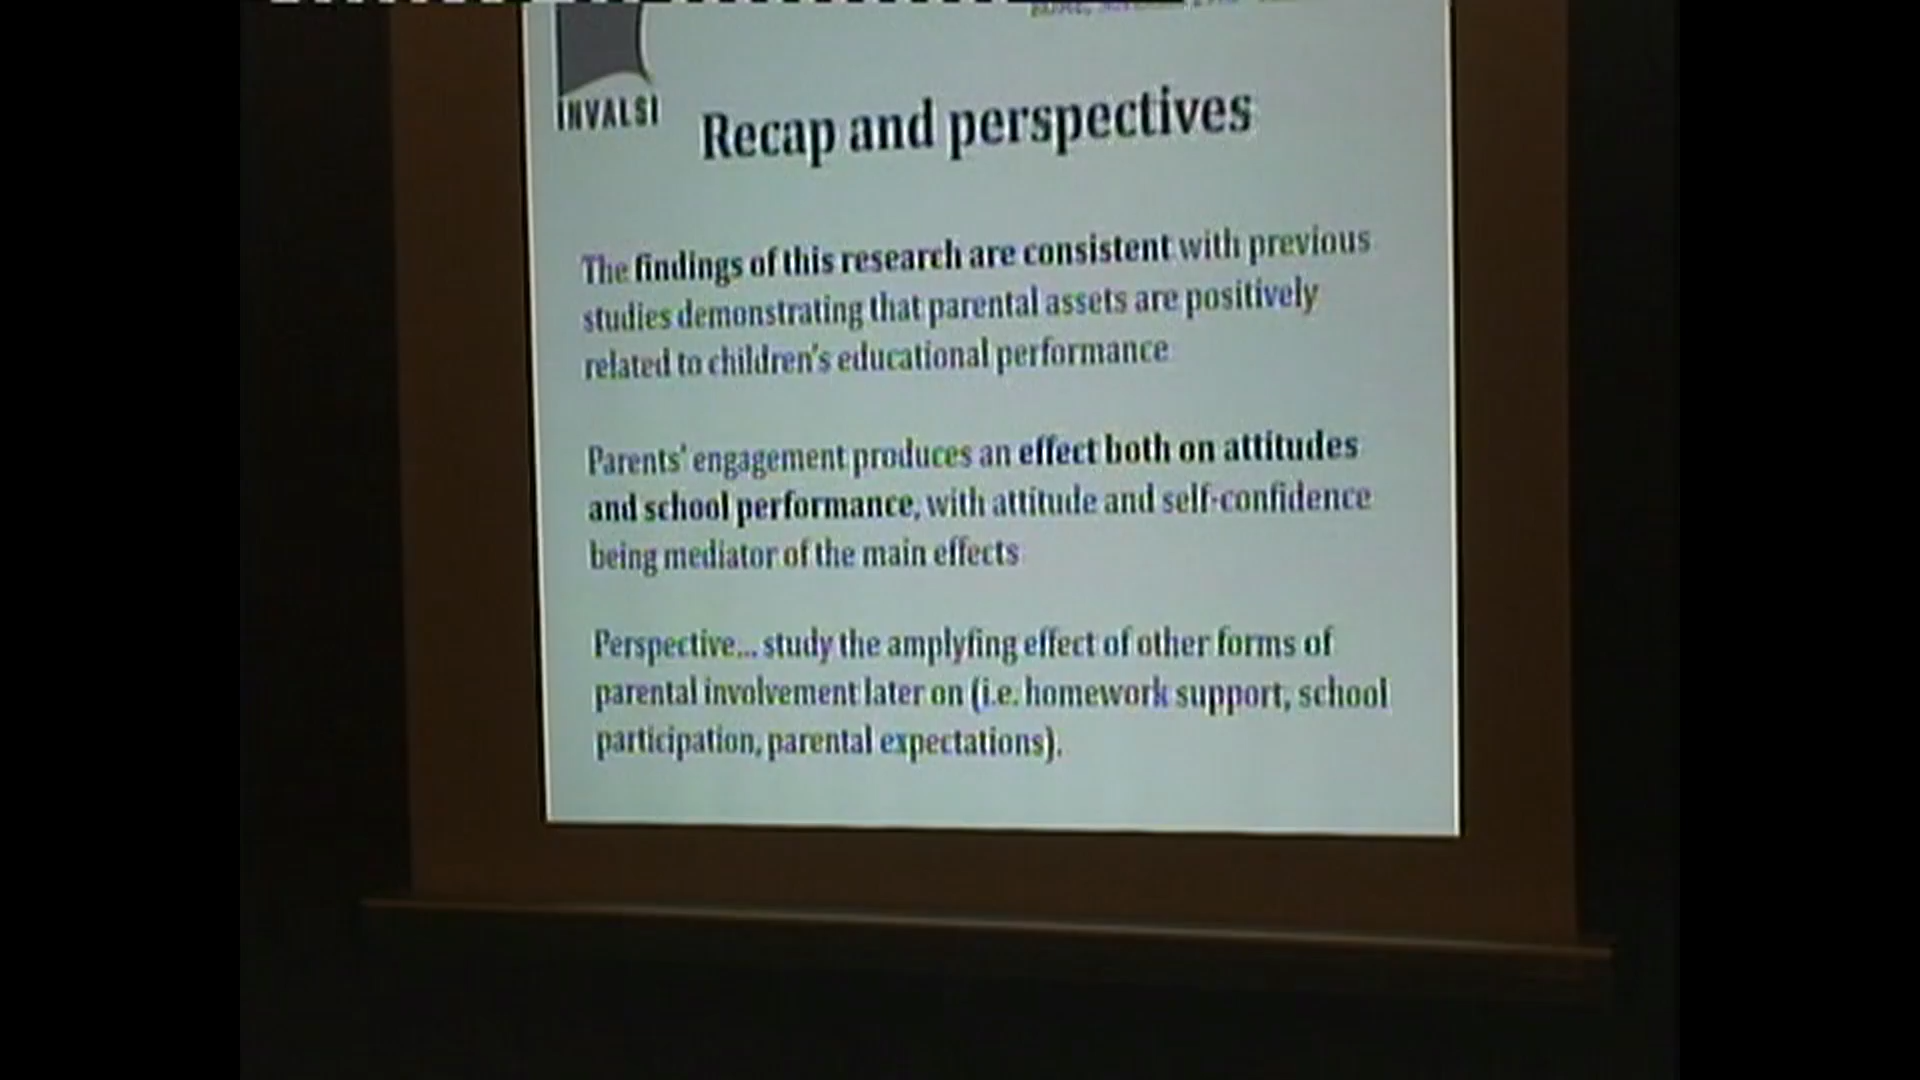 INVALSI
Recap and perspectives
The findings of this research are consistent with previous
studies demonstrating that parental assets are positively
related to children's educational performance
Parents' engagement produces an effect both on attitudes
and school performance, with attitude and self-confidence
being mediator of the main effects
Perspective... study the amplyfing effect of other forms of
parental involvement later on (i.e. homework support, school
participation, parental expectations).